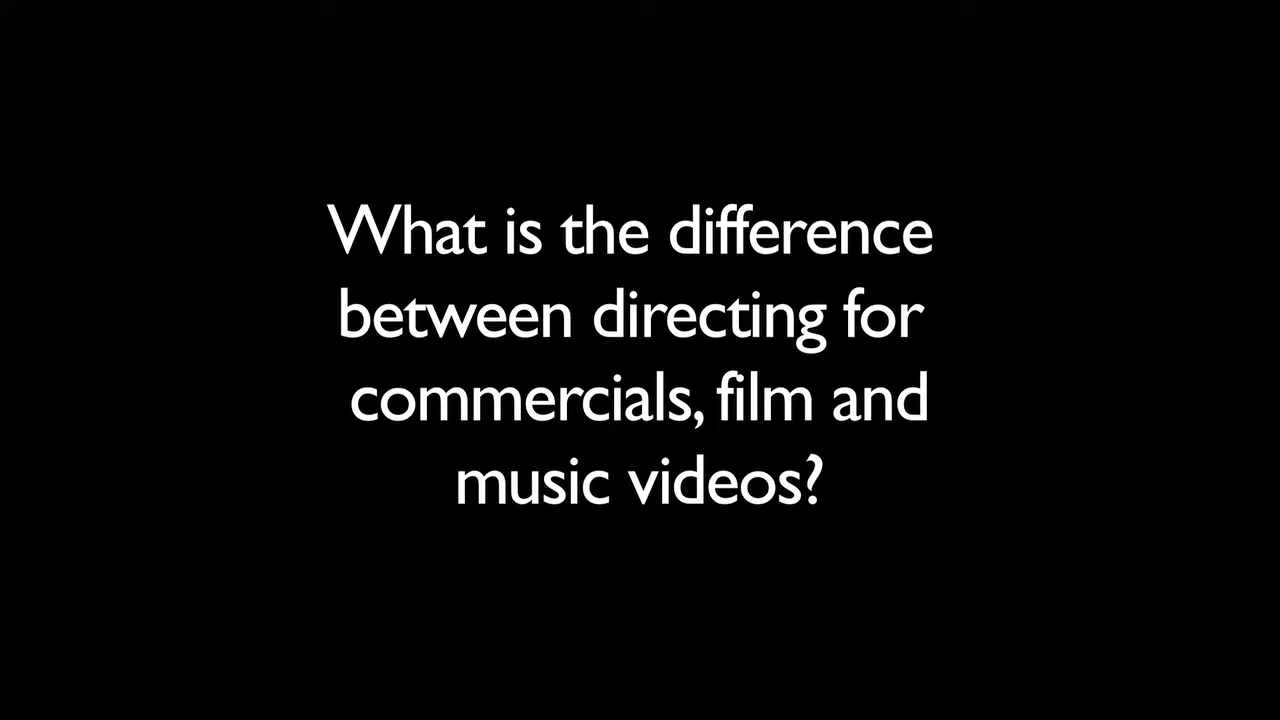 What is the difference
between directing for
commercials, film and
music videos?